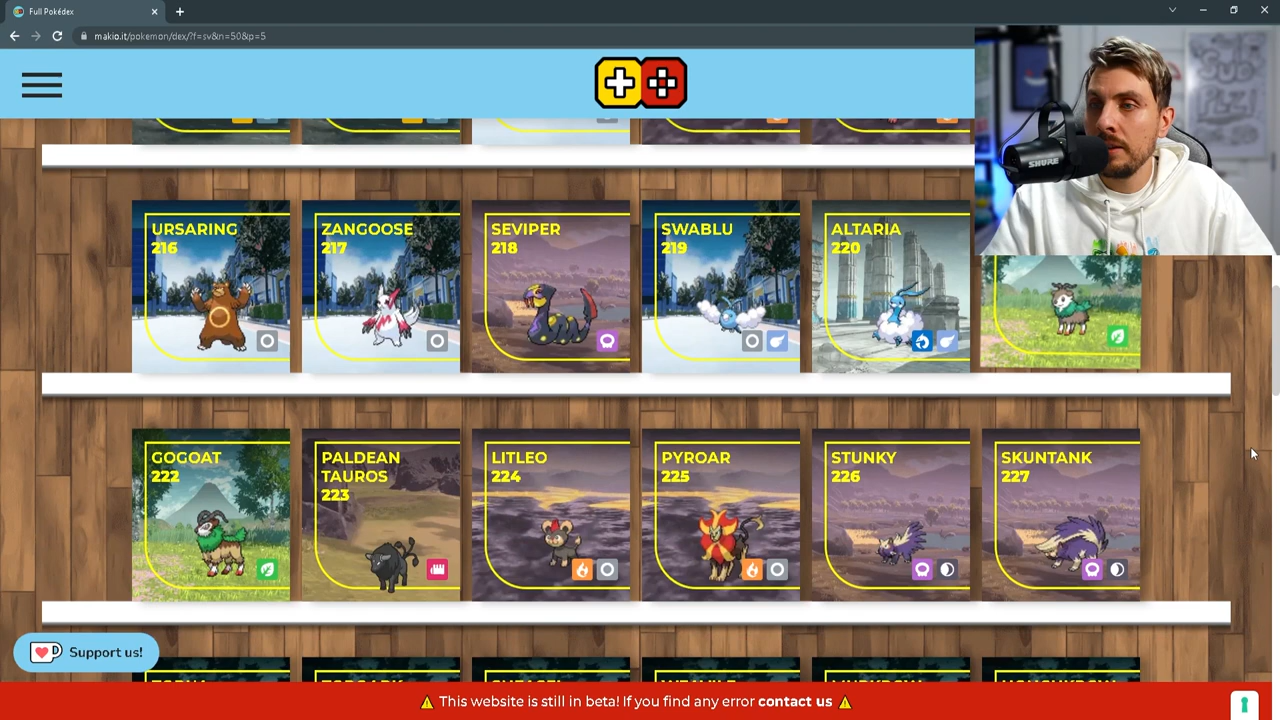 Full Pokédex
makio.it/pokemon/dex/?f=sv&n=50&p=5
SHURE
URSARING
216
ZANGOOSE
217
SEVIPER
218
SWABLU
219
ALTARIA
220
GOGOAT
222
PALDEAN
TAUROS
223
LITLEO
224
PYROAR
225
STUNKY
226
SKUNTANK
227
Support us!
⚠ This website is still in beta! If you find any error contact us ⚠